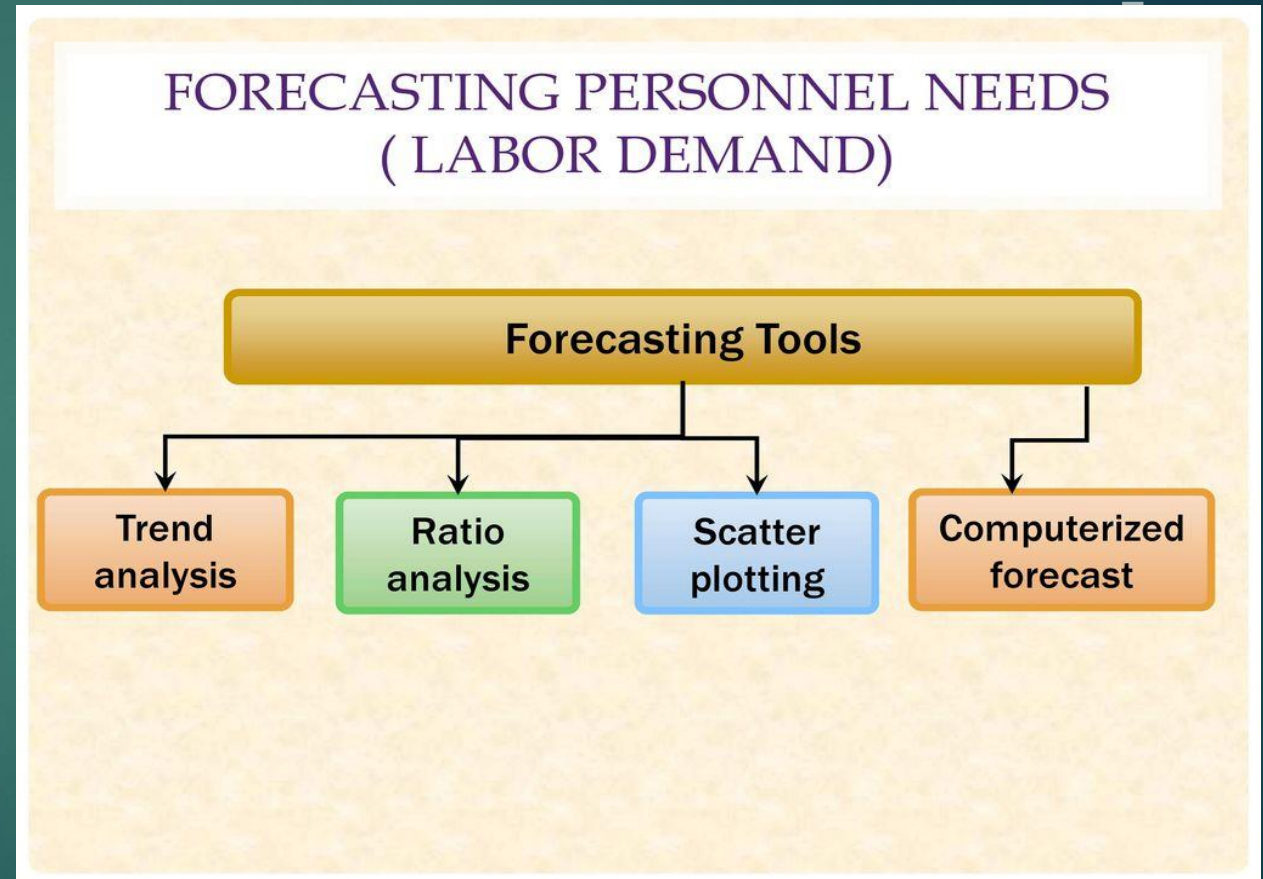 FORECASTING PERSONNEL NEEDS
( LABOR DEMAND)
Forecasting Tools
Trend
analysis
Ratio
analysis
Scatter
plotting
Computerized
forecast